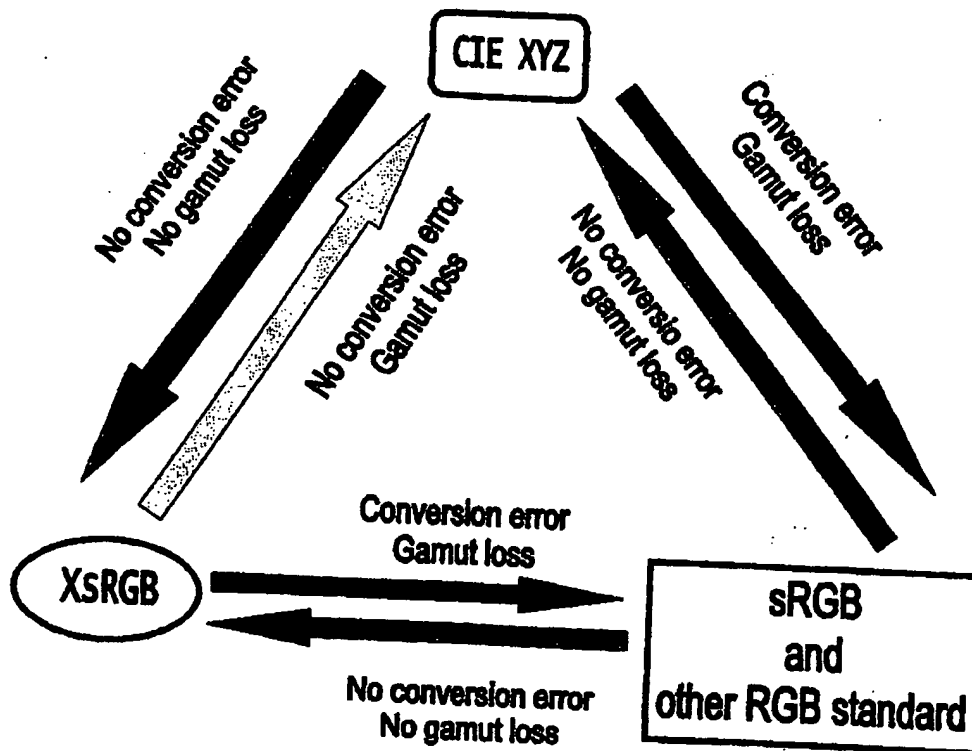 CIE XYZ
No conversion error
No gamut loss
No conversion error
Gamut loss
No conversio error
No gamut loss
Conversion error
Gamut loss
Conversion error
Gamut loss
XsRGB
sRGB
and
other RGB standard
No conversion error
No gamut loss